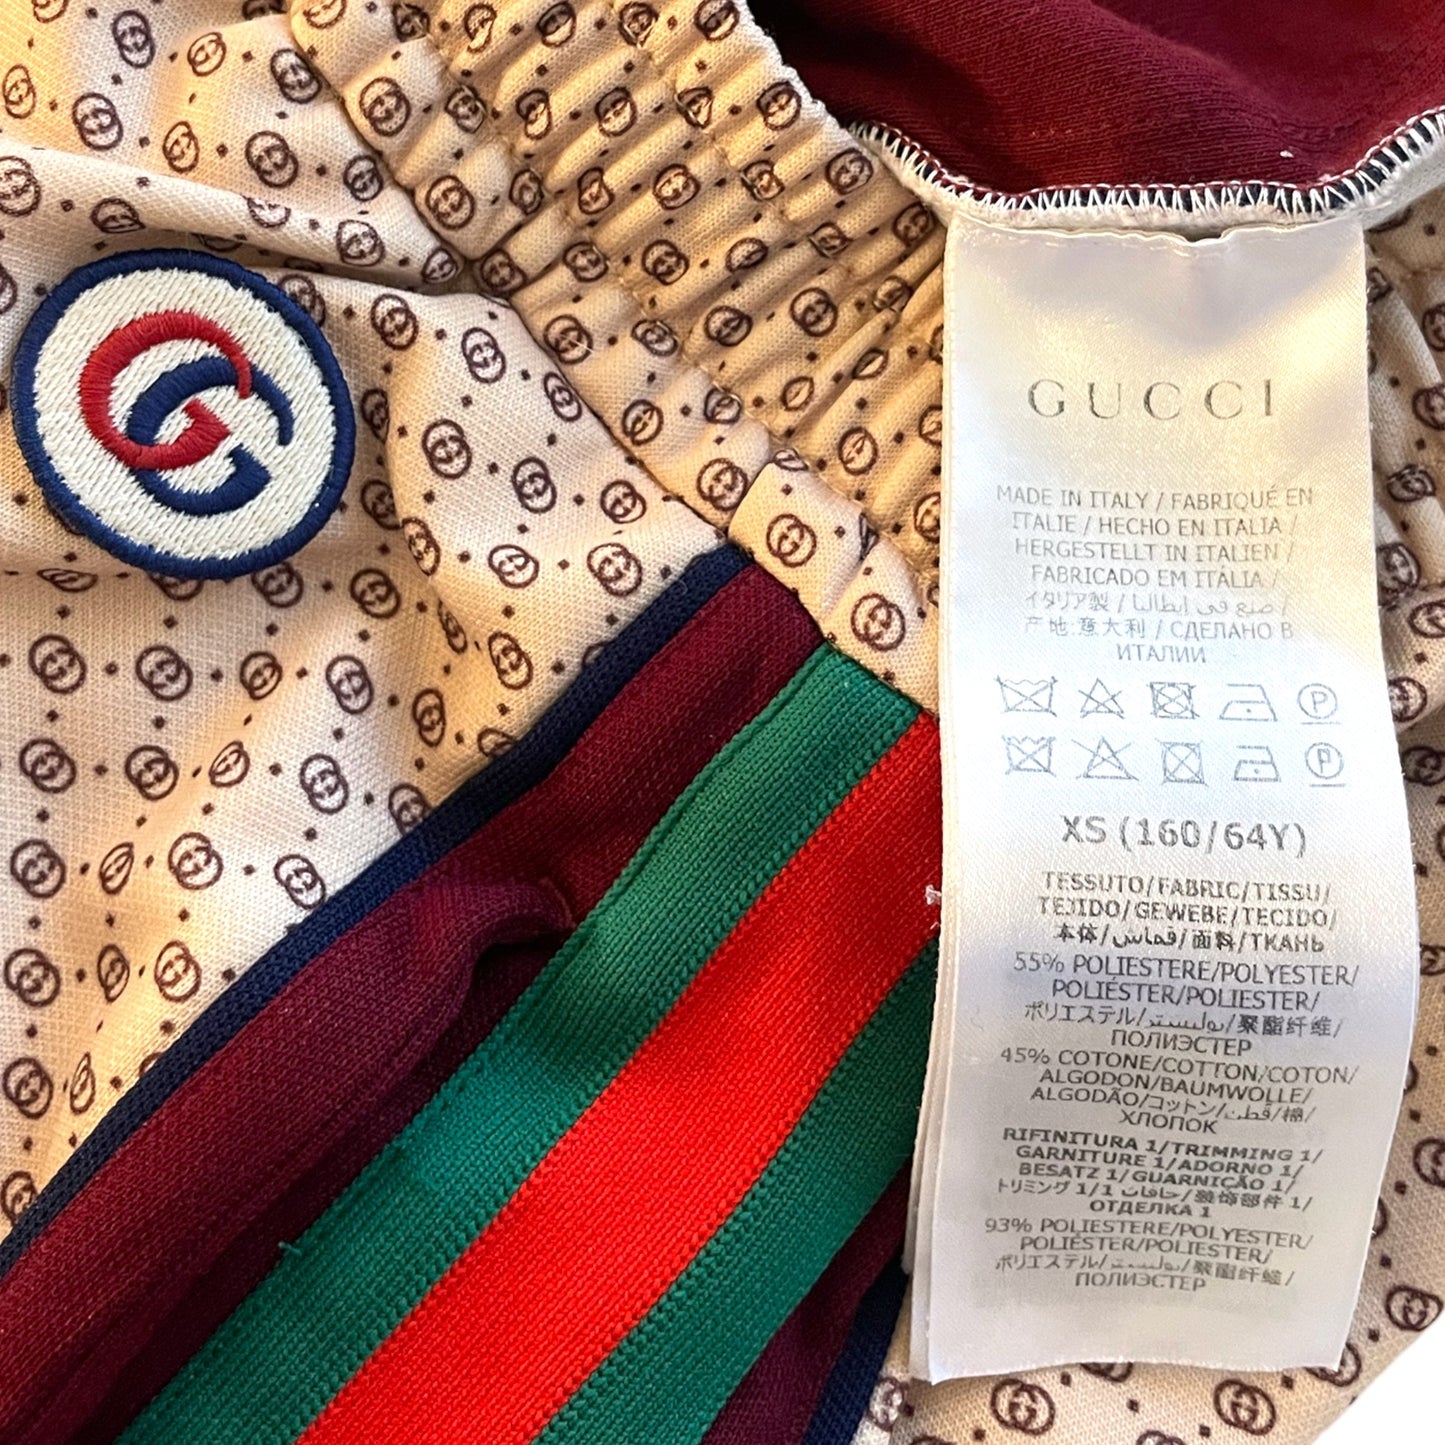 GUCCI
MADE IN ITALY / FABRIQUÉ EN
ITALIE / HECHO EN ITALIA /
HERGESTELLT IN ITALIEN /
FABRICADO EM ITÁLIA /
イタリア製 / صنع في ايطاليا /
产地:意大利 / СДЕЛАНО В
ИТАЛИИ
P
P
XS (160/64Y)
TESSUTO/FABRIC/TISSU/
TEJIDO/GEWEBE/TECIDO/
本体/قماش/面料/ТКАНЬ
55% POLIESTERE/POLYESTER/
POLIÉSTER/POLIESTER/
ポリエステル/بوليستر/聚酯纤维/
ПОЛИЭСТЕР
45% COTONE/COTTON/COTON/
ALGODON/BAUMWOLLE/
ALGODÃO/コットン/قطن/棉/
ХЛОПОК
RIFINITURA 1/TRIMMING 1/
GARNITURE 1/ADORNO 1/
BESATZ 1/GUARNIÇÃO 1/
トリミング 1/1 حافات/装饰部件 1/
ОТДЕЛКА 1
93% POLIESTERE/POLYESTER/
POLIÉSTER/POLIESTER/
ポリエステル/بوليستر/聚酯纤维/
ПОЛИЭСТЕР